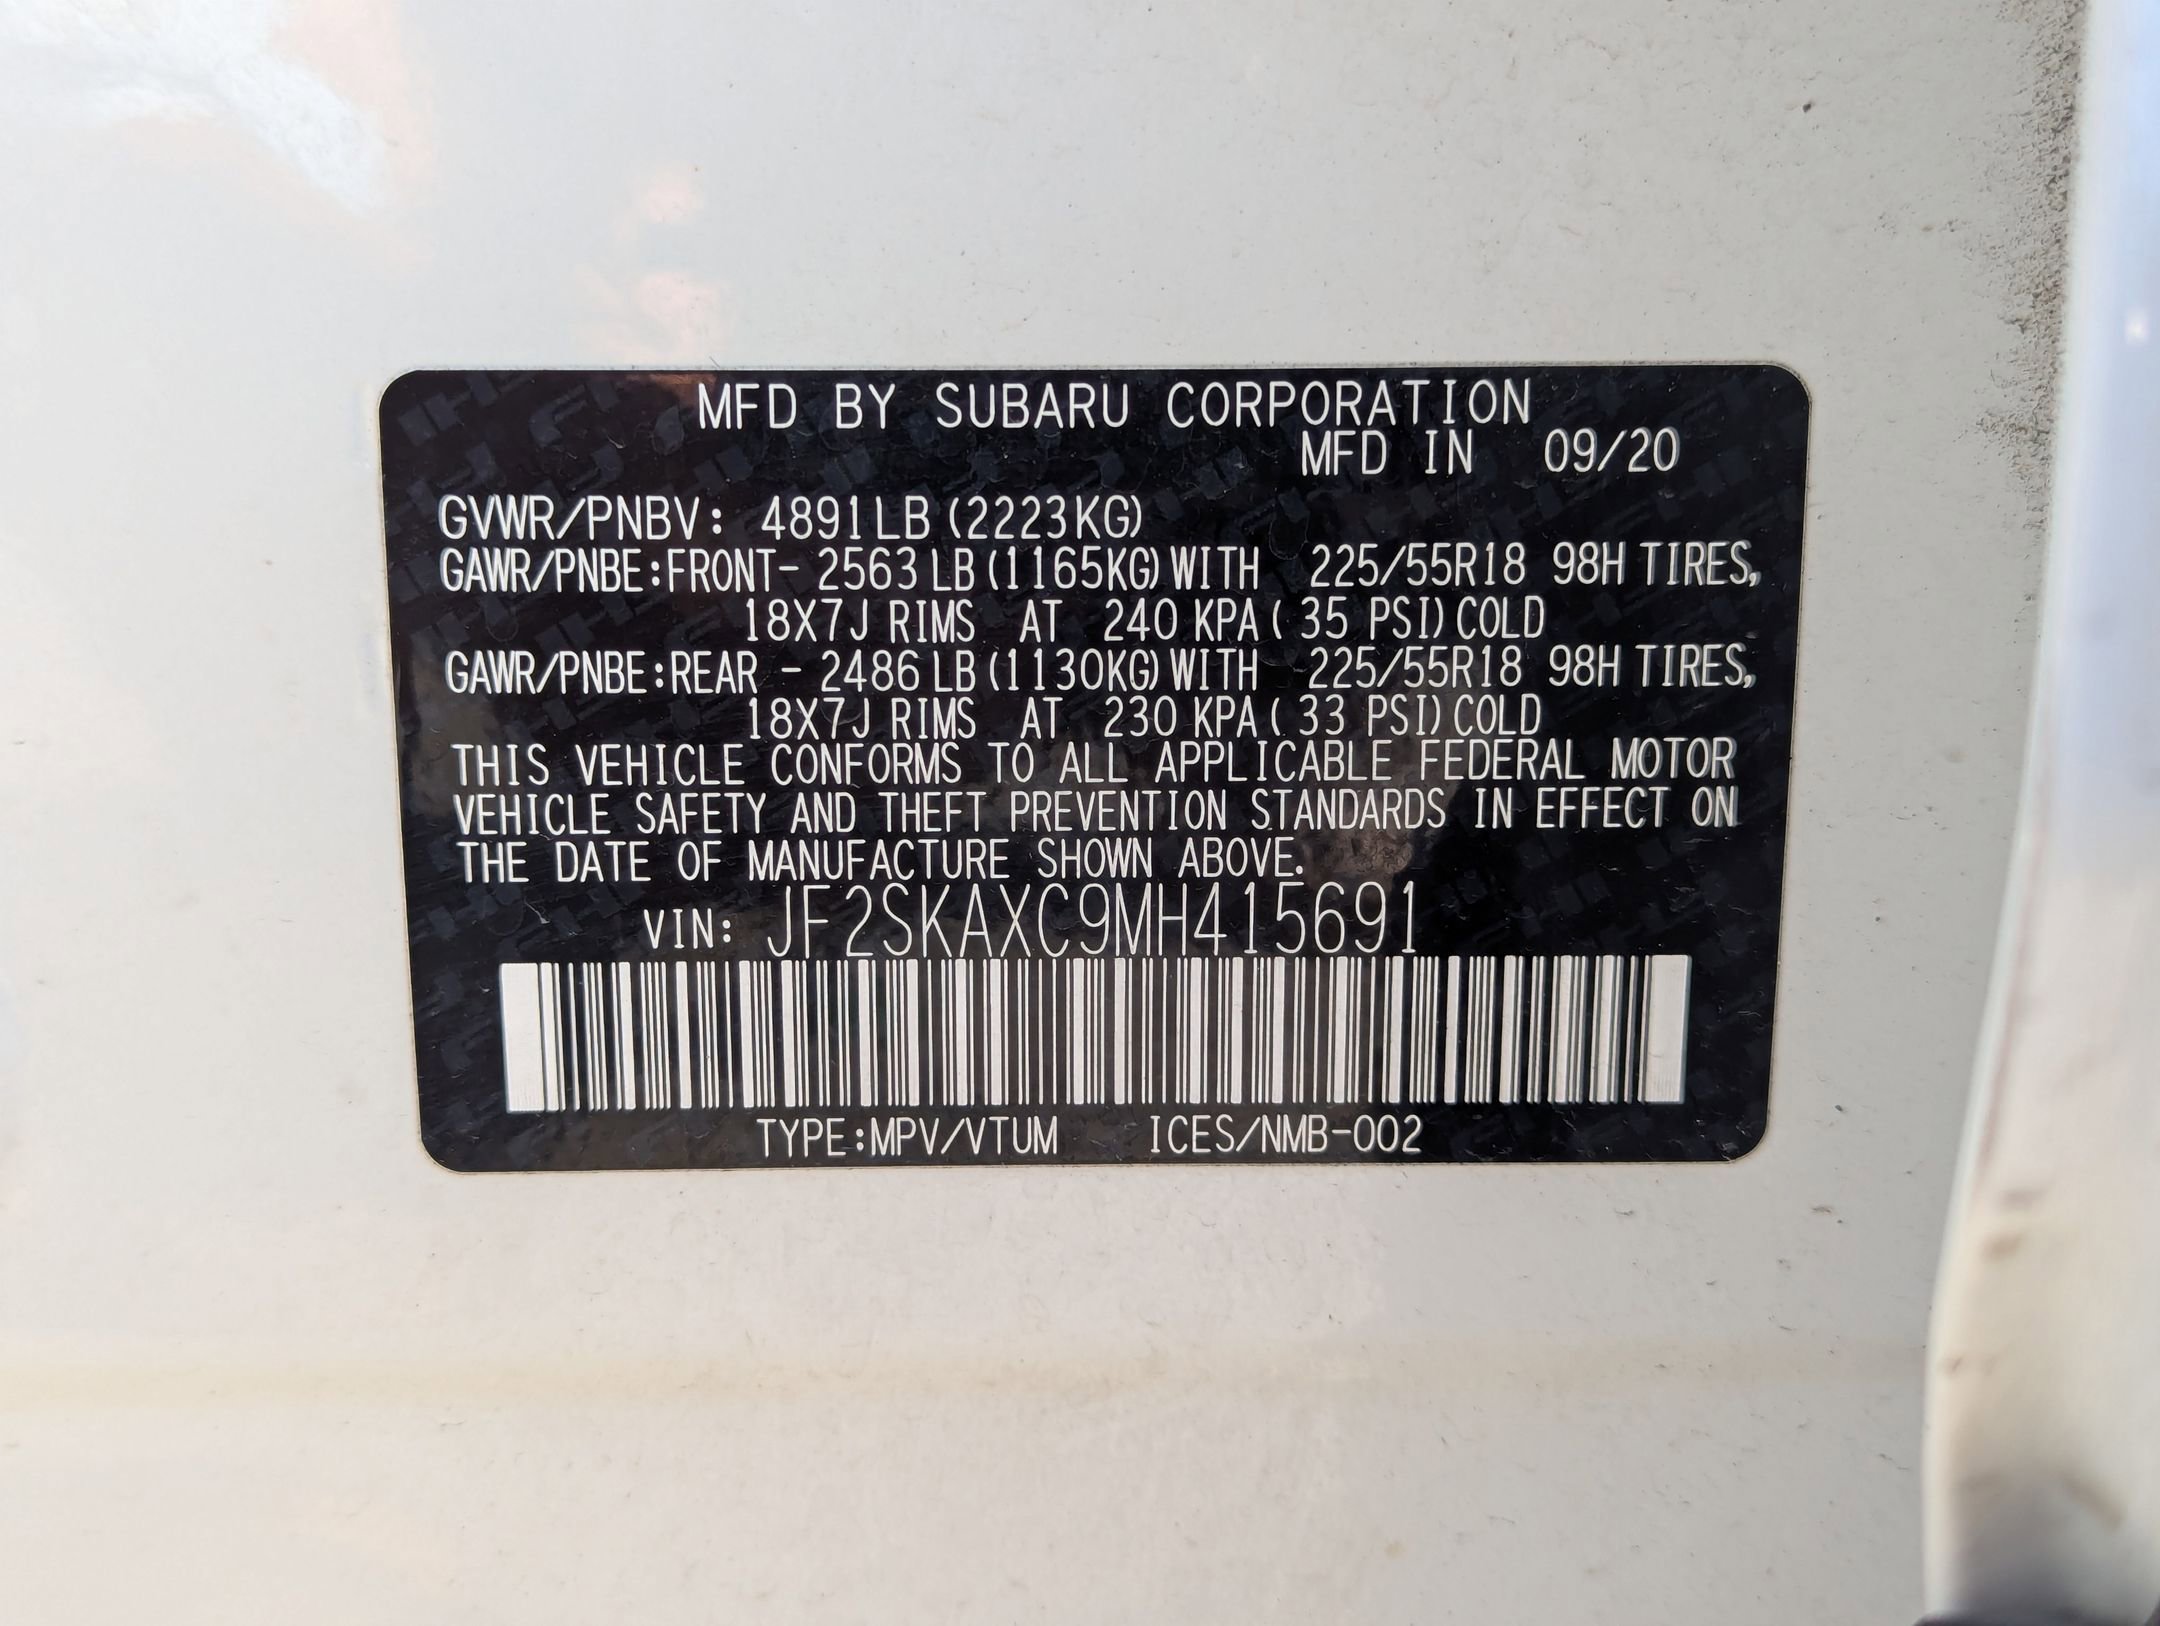 MFD BY SUBARU CORPORATION
MFD IN 09/20
GVWR/PNBV: 4891LB (2223KG)
GAWR/PNBE:FRONT- 2563 LB (1165KG) WITH 225/55R18 98H TIRES,
18X7J RIMS AT 240 KPA ( 35 PSI) COLD
GAWR/PNBE:REAR - 2486 LB (1130KG) WITH 225/55R18 98H TIRES,
18X7J RIMS AT 230 KPA ( 33 PSI) COLD
THIS VEHICLE CONFORMS TO ALL APPLICABLE FEDERAL MOTOR
VEHICLE SAFETY AND THEFT PREVENTION STANDARDS IN EFFECT ON
THE DATE OF MANUFACTURE SHOWN ABOVE.
VIN: JF2SKAXC9MH415691
TYPE:MPV/VTUM ICES/NMB-002